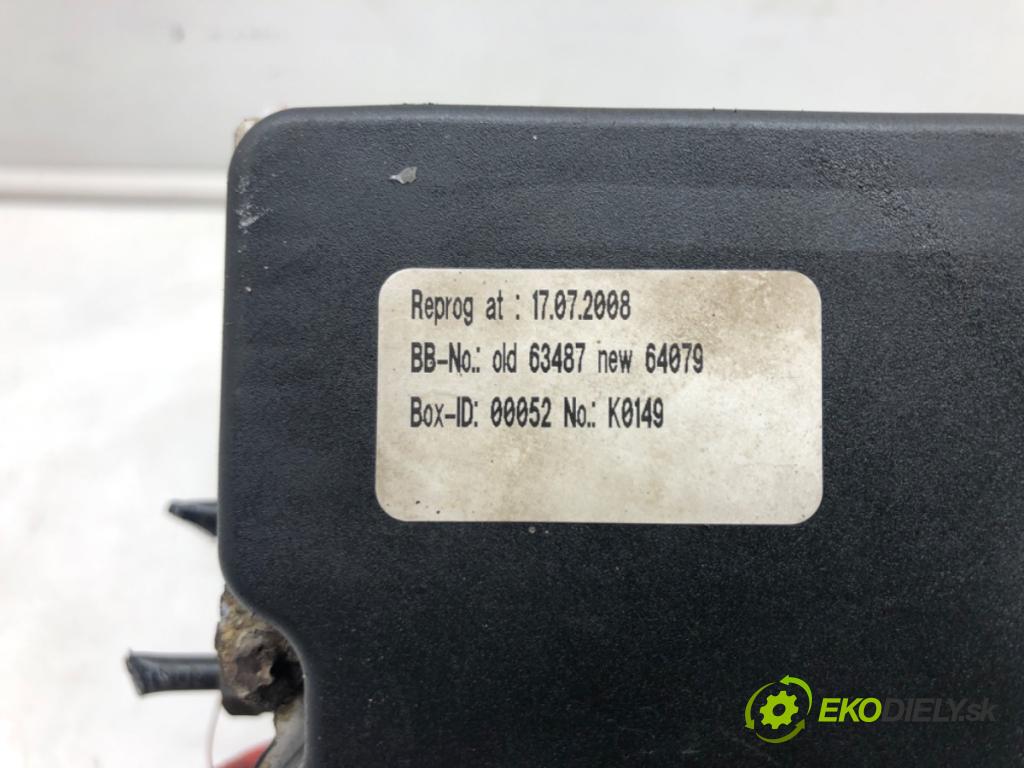 Reprog at : 17.07.2008
BB-No.: old 63487 new 64079
Box-ID: 00052 No.: K0149
EKODIELY.sk